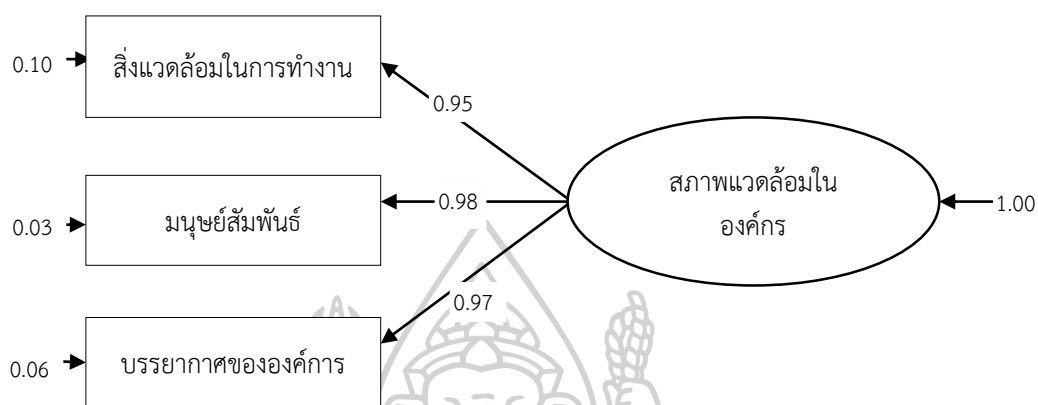 0.10
สิ่งแวดล้อมในการทำงาน
0.95
สภาพแวดล้อมใน
องค์กร
1.00
0.03
มนุษย์สัมพันธ์
0.98
0.97
0.06
บรรยากาศขององค์การ